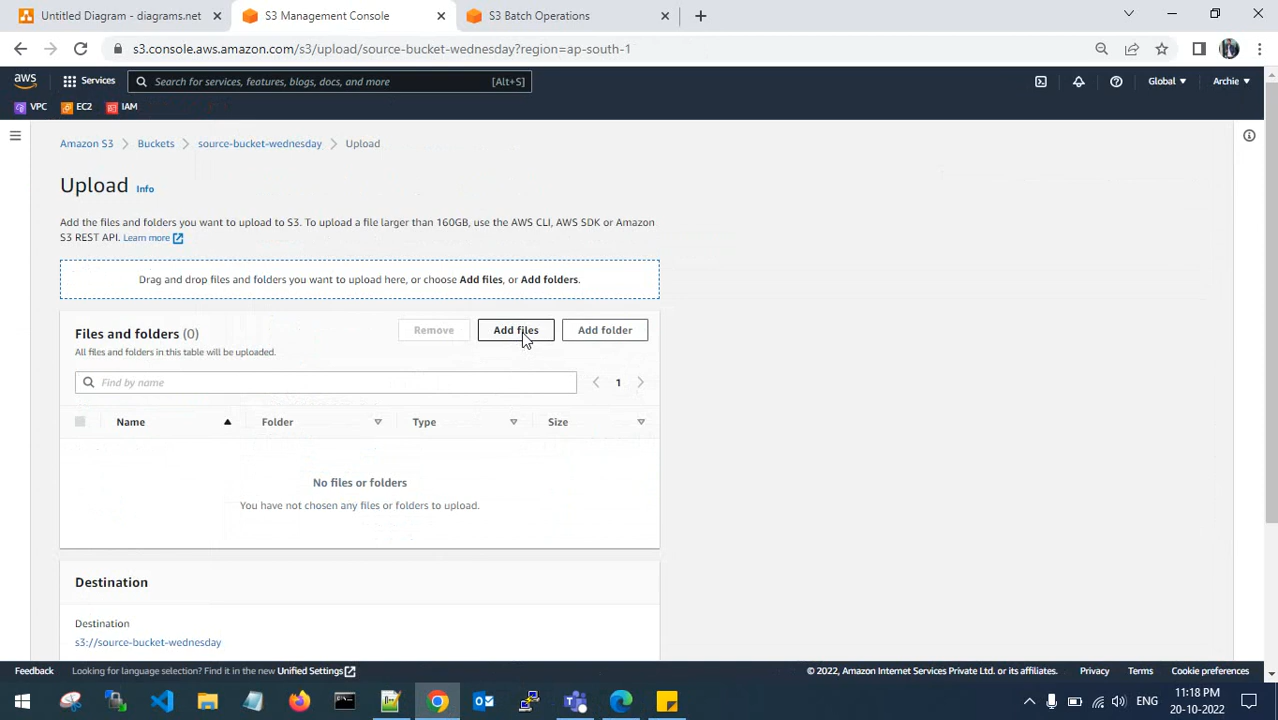 Untitled Diagram - diagrams.net
S3 Management Console
S3 Batch Operations
s3.console.aws.amazon.com/s3/upload/source-bucket-wednesday?region=ap-south-1
aws
Services
Search for services, features, blogs, docs, and more
[Alt+S]
Global
Archie
VPC
EC2
IAM
Amazon S3
Buckets
source-bucket-wednesday
Upload
Upload
Info
Add the files and folders you want to upload to S3. To upload a file larger than 160GB, use the AWS CLI, AWS SDK or Amazon
S3 REST API. Learn more
Drag and drop files and folders you want to upload here, or choose Add files, or Add folders.
Files and folders (0)
Remove
Add files
Add folder
All files and folders in this table will be uploaded.
Find by name
1
Name
Folder
Type
Size
No files or folders
You have not chosen any files or folders to upload.
Destination
Destination
s3://source-bucket-wednesday
Feedback
Looking for language selection? Find it in the new Unified Settings
© 2022, Amazon Internet Services Private Ltd. or its affiliates.
Privacy
Terms
Cookie preferences
ENG
11:18 PM
20-10-2022